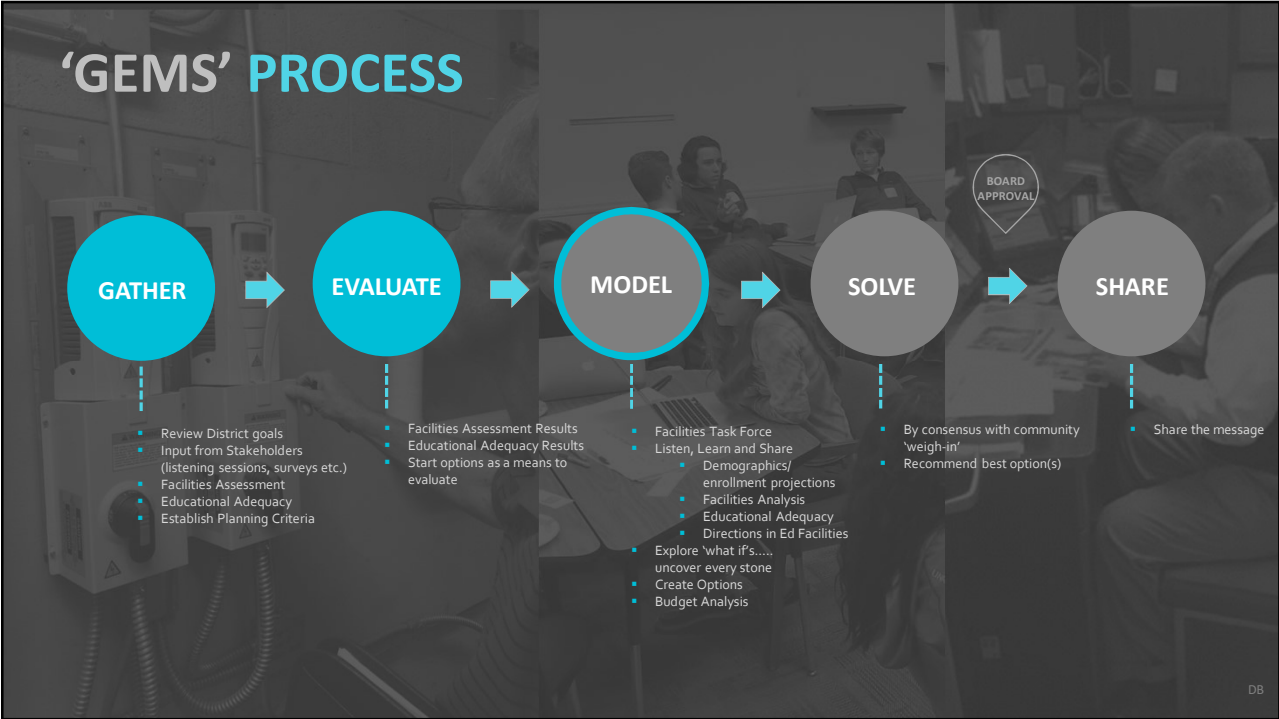 ‘GEMS’ PROCESS
BOARD
APPROVAL
GATHER
EVALUATE
MODEL
SOLVE
SHARE
Review District goals
Input from Stakeholders
(listening sessions, surveys etc.)
Facilities Assessment
Educational Adequacy
Establish Planning Criteria
Facilities Assessment Results
Educational Adequacy Results
Start options as a means to
evaluate
Facilities Task Force
Listen, Learn and Share
Demographics/
enrollment projections
Facilities Analysis
Educational Adequacy
Directions in Ed Facilities
Explore ‘what if’s…..
uncover every stone
Create Options
Budget Analysis
By consensus with community
‘weigh-in’
Recommend best option(s)
Share the message
DB